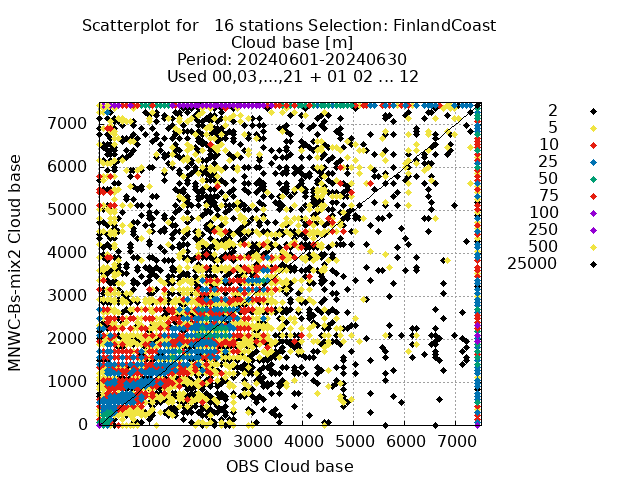 Scatterplot for   16 stations Selection: FinlandCoast
Cloud base [m]
Period: 20240601-20240630
Used 00,03,...,21 + 01 02 ... 12
MNWC-Bs-mix2 Cloud base
7000
6000
5000
4000
3000
2000
1000
0
1000 2000 3000 4000 5000 6000 7000
OBS Cloud base
2
5
10
25
50
75
100
250
500
25000